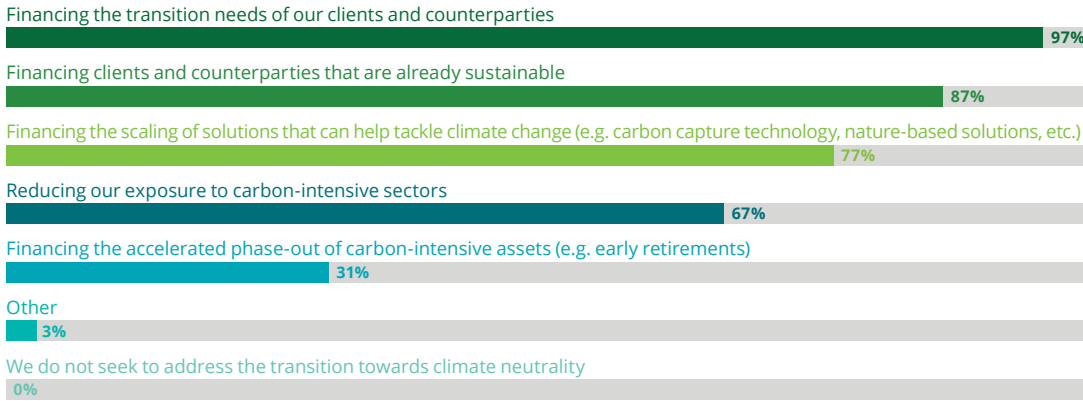 Financing the transition needs of our clients and counterparties
97%
Financing clients and counterparties that are already sustainable
87%
Financing the scaling of solutions that can help tackle climate change (e.g. carbon capture technology, nature-based solutions, etc.)
77%
Reducing our exposure to carbon-intensive sectors
67%
Financing the accelerated phase-out of carbon-intensive assets (e.g. early retirements)
31%
Other
3%
We do not seek to address the transition towards climate neutrality
0%